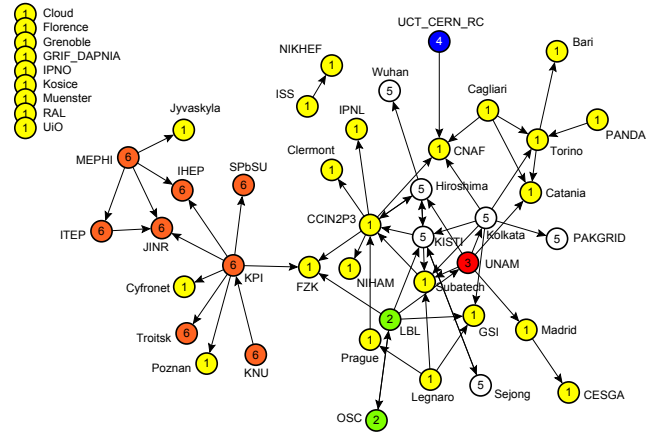 1 Cloud
1 Florence
1 Grenoble
1 GRIF_DAPNIA
1 IPNO
1 Kosice
1 Muenster
1 RAL
1 UiO
UCT_CERN_RC
4
NIKHEF
1
Bari
1
Wuhan
5
ISS
1
Cagliari
1
Jyvaskyla
1
IPNL
1
PANDA
1
MEPHI
6
Clermont
1
CNAF
1
Torino
1
IHEP
6
SPbSU
6
Hiroshima
5
Catania
1
ITEP
6
JINR
6
CCIN2P3
1
KISTI
5
Kolkata
5
PAKGRID
5
KPI
6
FZK
1
NIHAM
1
UNAM
3
Cyfronet
1
Subatech
1
Troitsk
6
LBL
2
GSI
1
Madrid
1
Poznan
1
KNU
6
Prague
1
Legnaro
1
Sejong
5
CESGA
1
OSC
2